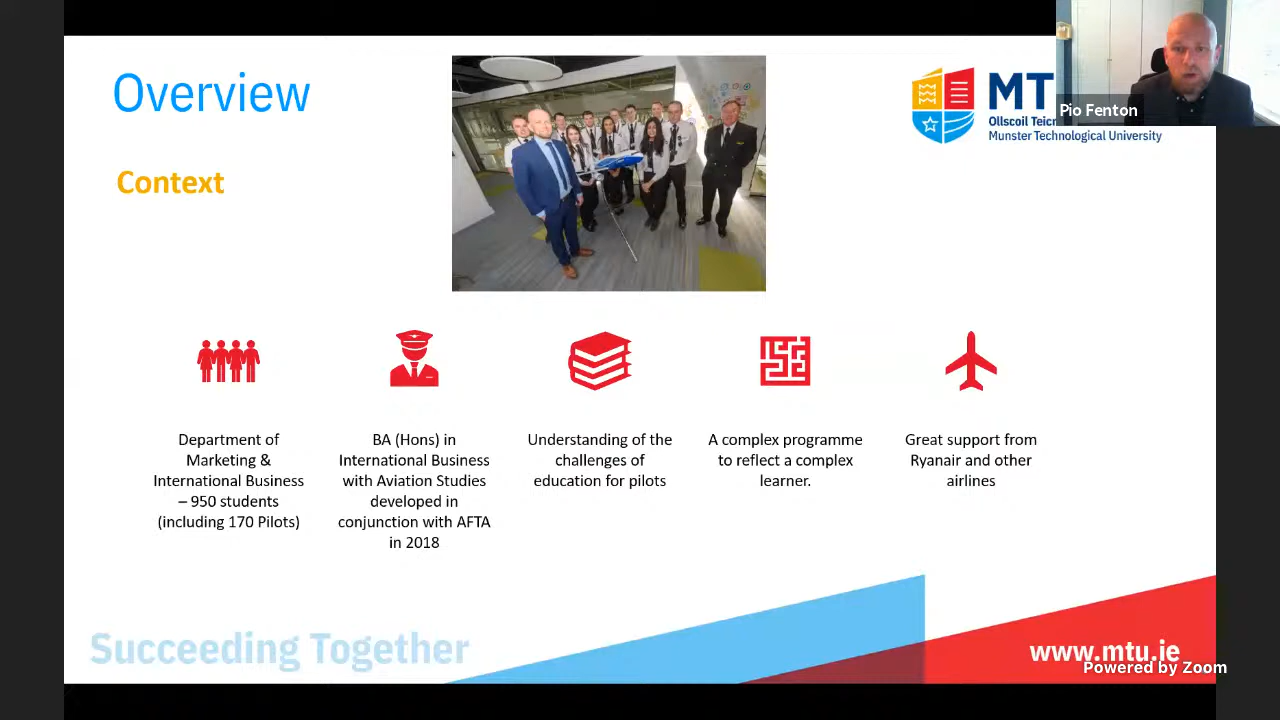 Overview
MT
Ollscoil Teicr
Munster Technological University
Pio Fenton
Context
Department of
Marketing &
International Business
– 950 students
(including 170 Pilots)
BA (Hons) in
International Business
with Aviation Studies
developed in
conjunction with AFTA
in 2018
Understanding of the
challenges of
education for pilots
A complex programme
to reflect a complex
learner.
Great support from
Ryanair and other
airlines
Succeeding Together
www.mtu.ie
Powered by Zoom